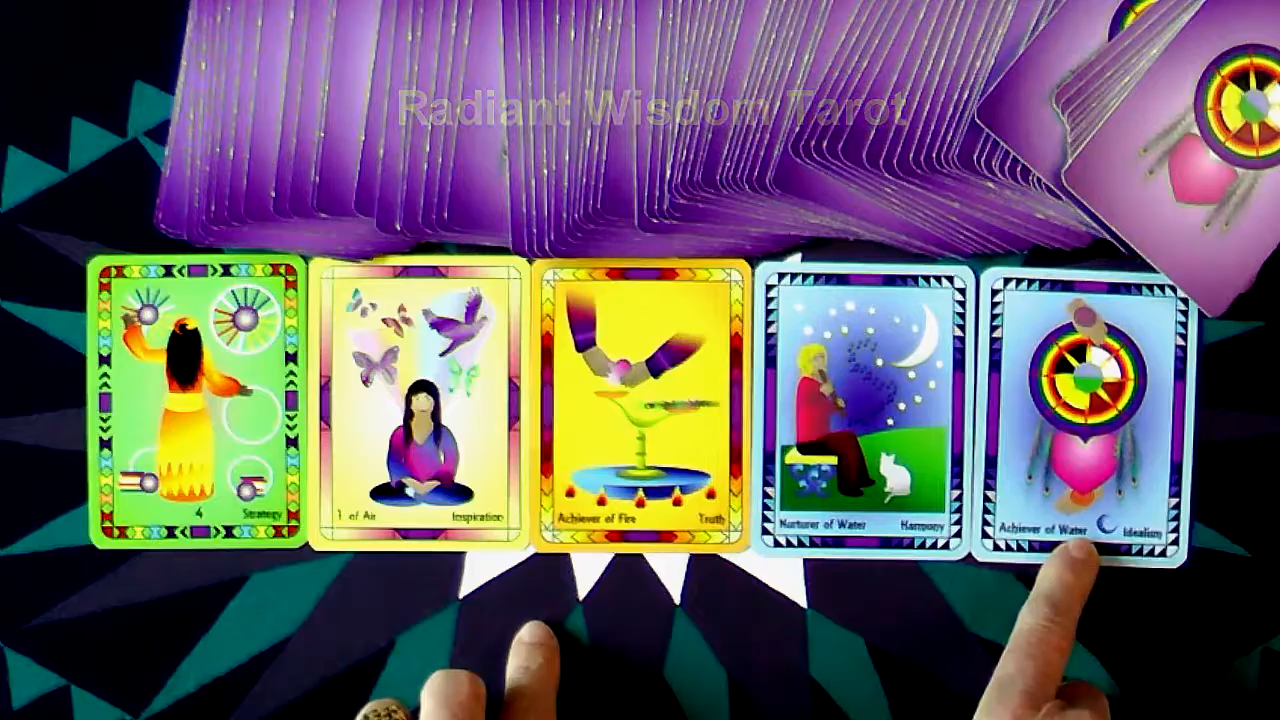 Radiant Wisdom Tarot
4 Strategy
1 of Air Inspiration
Achiever of Fire Truth
Nurturer of Water Harmony
Achiever of Water Idealism